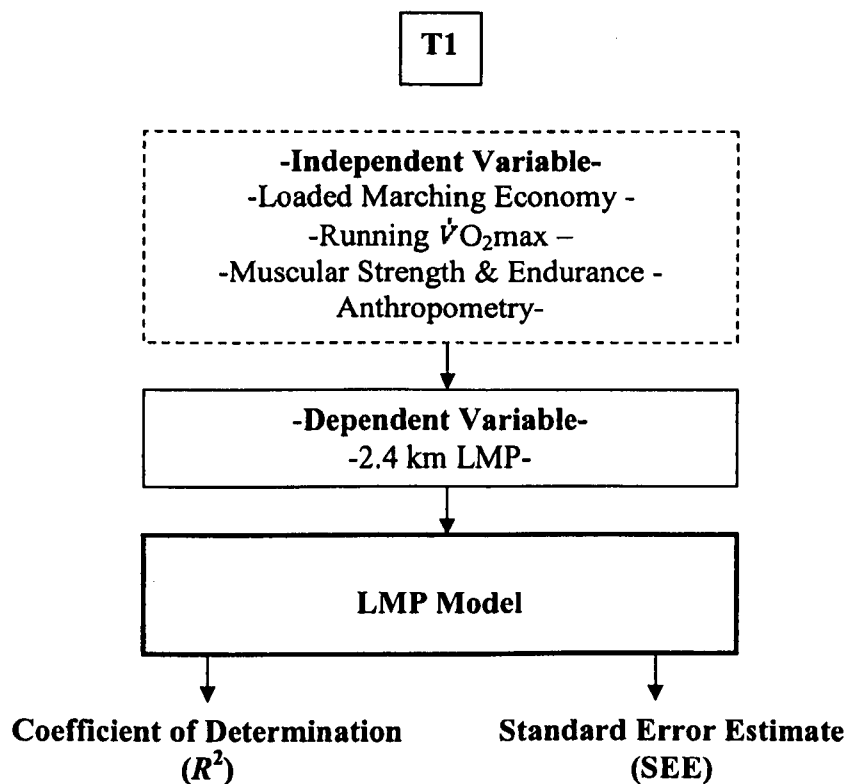 T1
-Independent Variable-
-Loaded Marching Economy -
-Running V̇O₂max –
-Muscular Strength & Endurance -
Anthropometry-
-Dependent Variable-
-2.4 km LMP-
LMP Model
Coefficient of Determination
(R²)
Standard Error Estimate
(SEE)